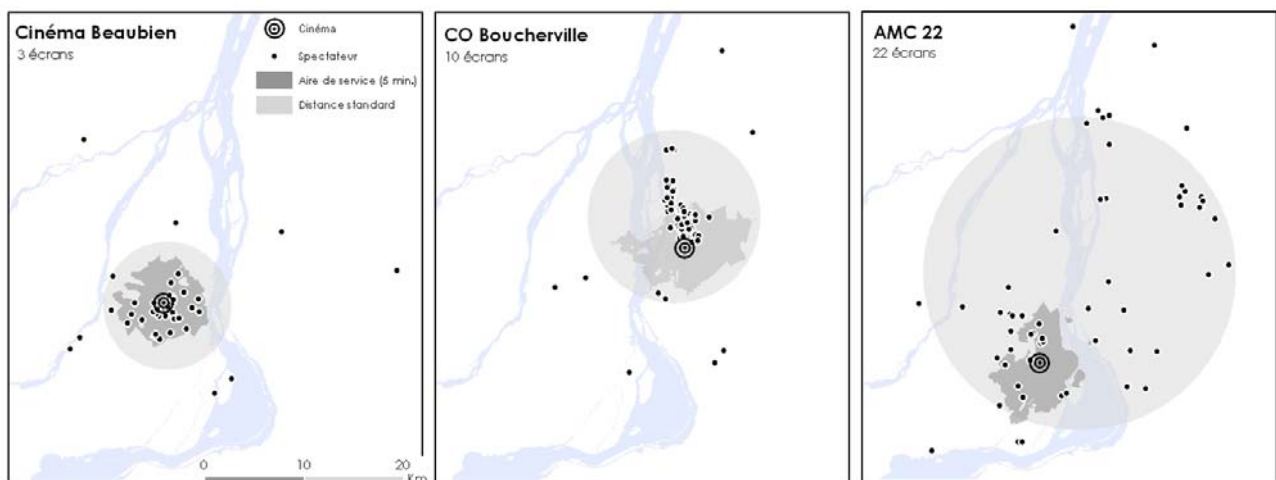 Cinéma Beaubien
3 écrans
Cinéma
Spectateur
Aire de service (5 min.)
Distance standard
0 10 20
Km
CO Boucherville
10 écrans
AMC 22
22 écrans